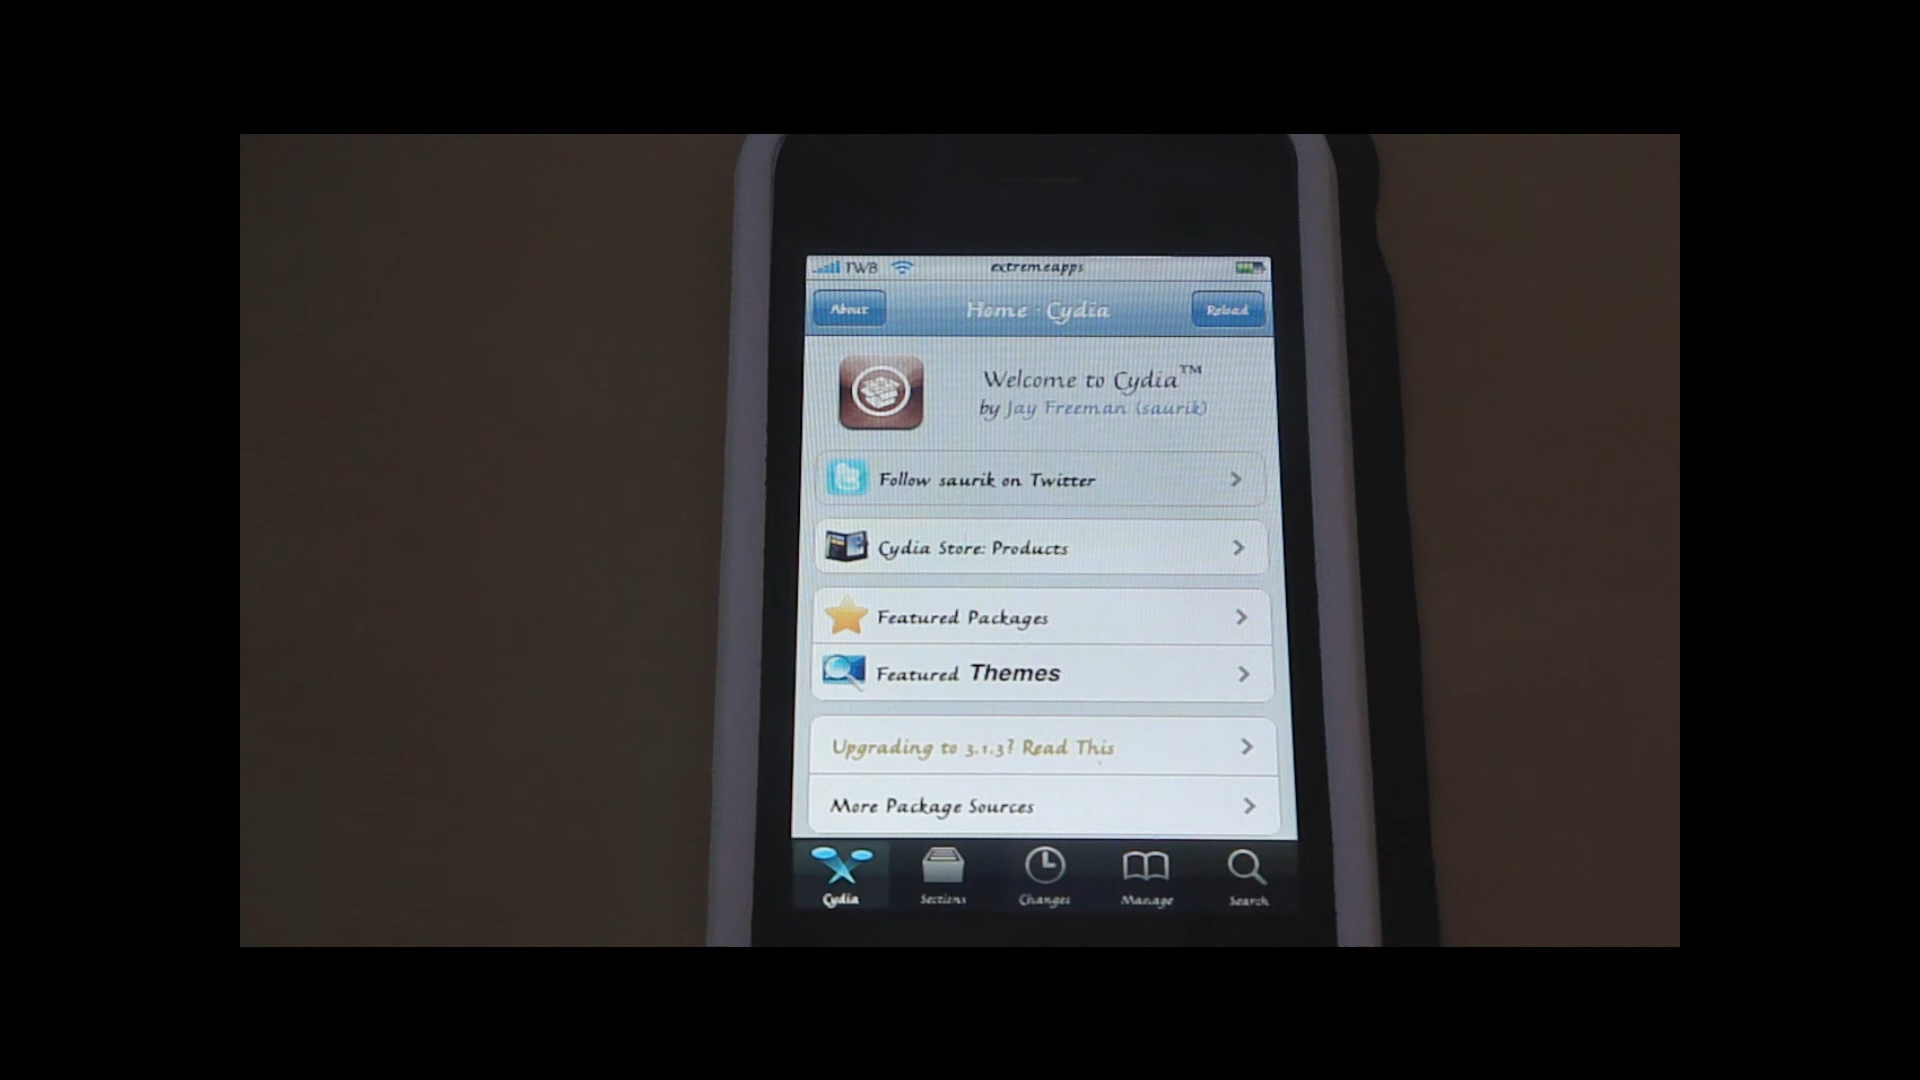 TWB extremeapps
About Home · Cydia Reload
Welcome to Cydia™
by Jay Freeman (saurik)
Follow saurik on Twitter
Cydia Store: Products
Featured Packages
Featured Themes
Upgrading to 3.1.3? Read This
More Package Sources
Cydia Sections Changes Manage Search